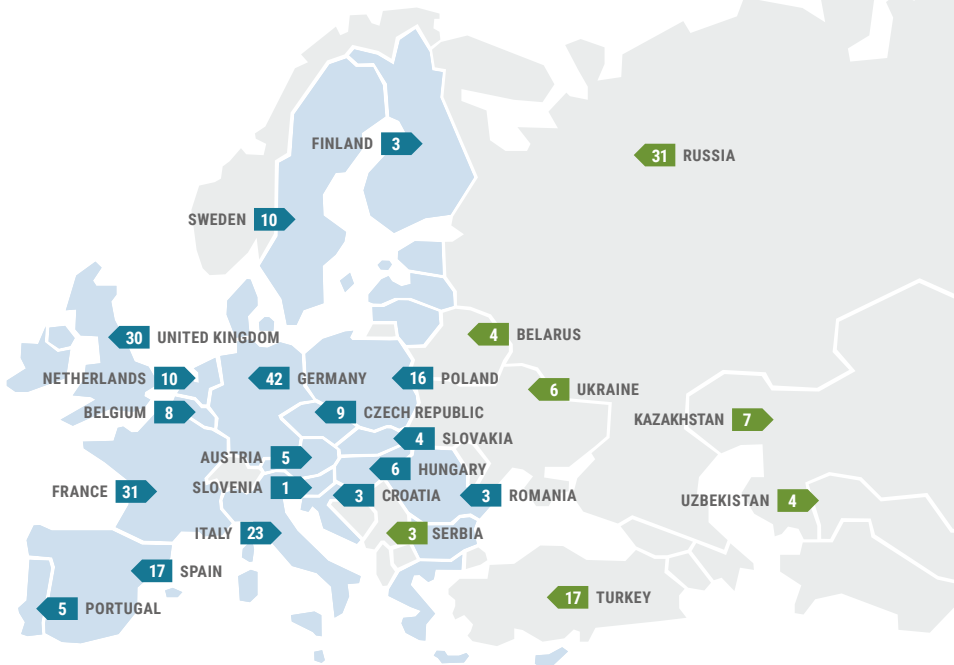 FINLAND 3
31 RUSSIA
SWEDEN 10
30 UNITED KINGDOM
4 BELARUS
NETHERLANDS 10
42 GERMANY
16 POLAND
6 UKRAINE
BELGIUM 8
9 CZECH REPUBLIC
KAZAKHSTAN 7
4 SLOVAKIA
AUSTRIA 5
6 HUNGARY
FRANCE 31
SLOVENIA 1
3 CROATIA
3 ROMANIA
UZBEKISTAN 4
ITALY 23
3 SERBIA
17 SPAIN
17 TURKEY
5 PORTUGAL